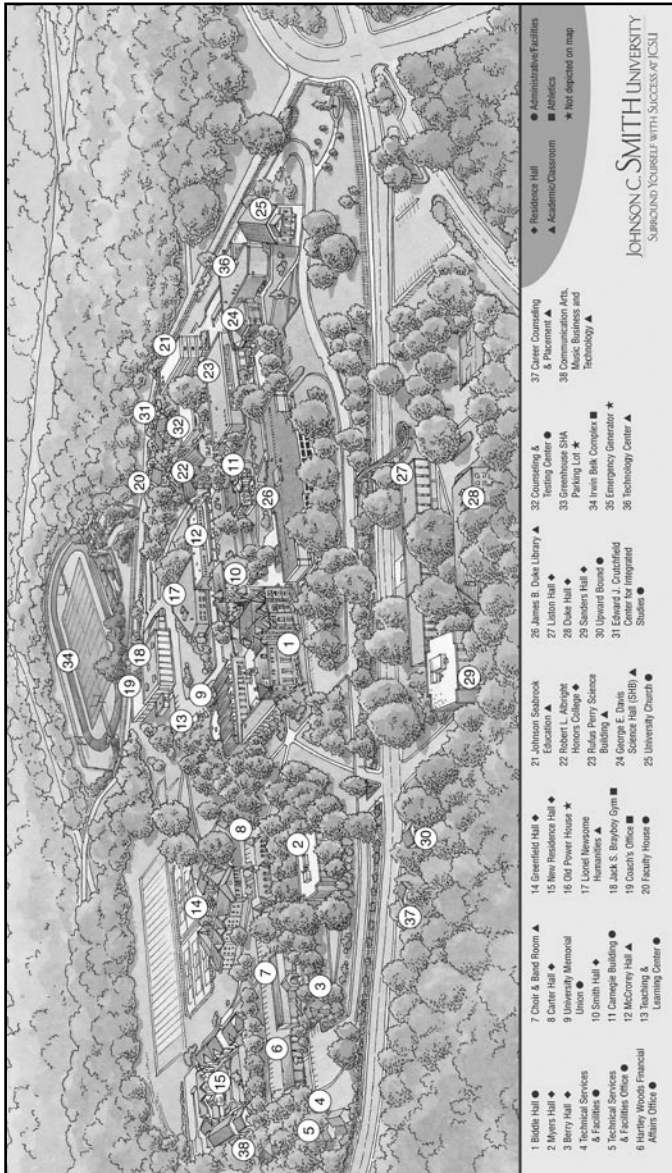 34
19
20
31
21
18
32
13
17
22
36
25
12
23
24
14
9
11
10
26
15
8
1
7
38
6
2
3
27
4
5
28
29
37
30
1 Biddle Hall ●
2 Myers Hall ◆
3 Berry Hall ◆
4 Technical Services
& Facilities ●
5 Technical Services
& Facilities Office ●
6 Hartley Woods Financial
Affairs Office ●
7 Choir & Band Room ▲
8 Carter Hall ◆
9 University Memorial
Union ●
10 Smith Hall ◆
11 Carnegie Building ●
12 McCrorey Hall ▲
13 Teaching &
Learning Center ●
14 Greenfield Hall ◆
15 New Residence Hall ◆
16 Old Power House ★
17 Lionel Newsome
Humanities ▲
18 Jack S. Brayboy Gym ■
19 Coach's Office ■
20 Faculty House ●
21 Johnson Seabrook
Education ▲
22 Robert L. Albright
Honors College ◆
23 Rufus Perry Science
Building ▲
24 George E. Davis
Science Hall (SHB) ▲
25 University Church ●
26 James B. Duke Library ▲
27 Liston Hall ◆
28 Duke Hall ◆
29 Sanders Hall ◆
30 Upward Bound ●
31 Edward J. Crutchfield
Center for Integrated
Studies ●
32 Counseling &
Testing Center ●
33 Greenhouse SHA
Parking Lot ★
34 Irwin Belk Complex ■
35 Emergency Generator ★
36 Technology Center ▲
37 Career Counseling
& Placement ▲
38 Communication Arts,
Music Business and
Technology ▲
◆ Residence Hall
▲ Academic/Classroom
● Administrative/Facilities
■ Athletics
★ Not depicted on map
JOHNSON C. SMITH UNIVERSITY
SURROUND YOURSELF WITH SUCCESS AT JCSU